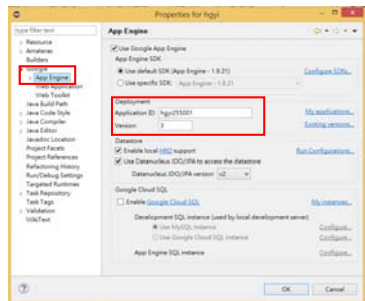 Properties for hgyi
type filter text
App Engine
Resource
Amateras
Builders
Google
App Engine
Web Application
Web Toolkit
Java Build Path
Java Code Style
Java Compiler
Java Editor
Javadoc Location
Project Facets
Project References
Refactoring History
Run/Debug Settings
Targeted Runtimes
Task Repository
Task Tags
Validation
WikiText
Use Google App Engine
App Engine SDK
Use default SDK (App Engine - 1.9.21)
Configure SDKs...
Use specific SDK: App Engine - 1.9.21
Deployment
Application ID: hgyi255001
My applications...
Version: 3
Existing versions...
Datastore
Enable local HRD support
Run Configurations...
Use Datanucleus JDO/JPA to access the datastore
Datanucleus JDO/JPA version: v2
Google Cloud SQL
Enable Google Cloud SQL
My instances...
Development SQL instance (used by local development server)
Use MySQL instance
Configure...
Use Google Cloud SQL instance
Configure...
App Engine SQL instance
Configure...
OK
Cancel